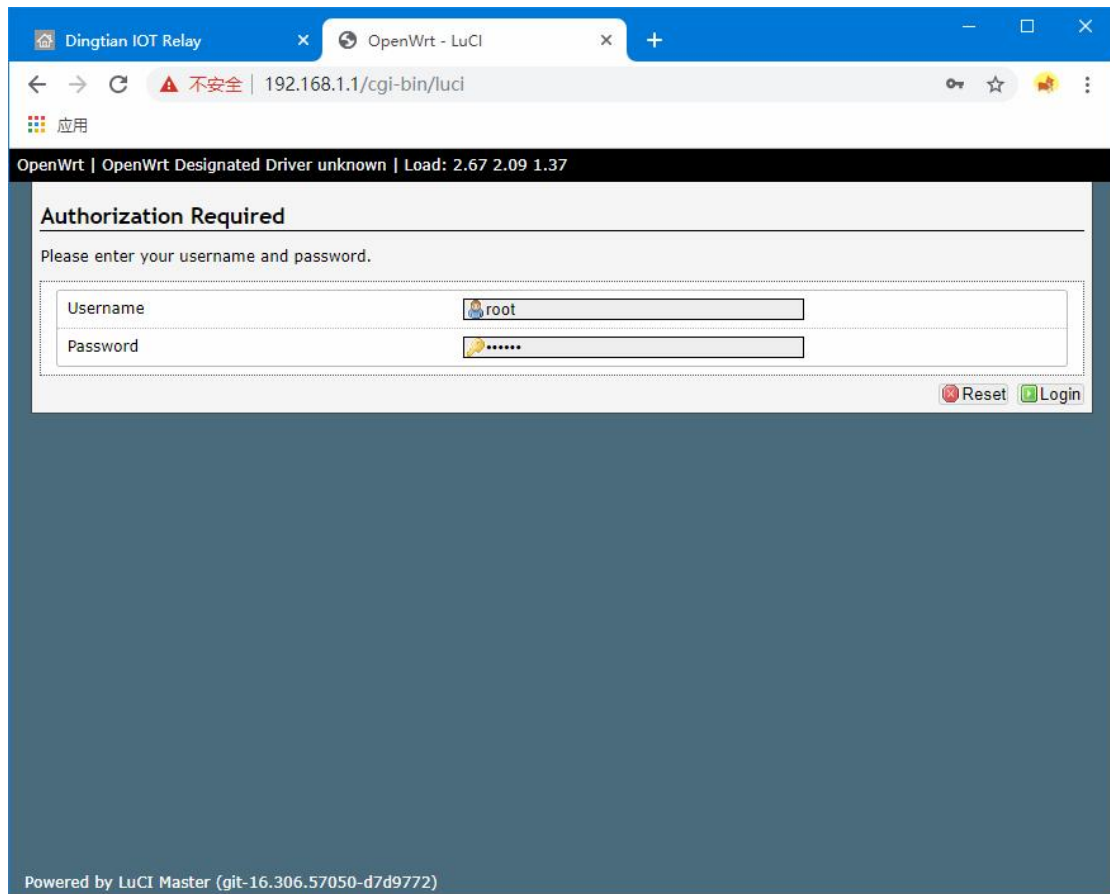 Dingtian IOT Relay
OpenWrt - LuCI
不安全 | 192.168.1.1/cgi-bin/luci
应用
OpenWrt | OpenWrt Designated Driver unknown | Load: 2.67 2.09 1.37
Authorization Required
Please enter your username and password.
Username root
Password ••••••
Reset Login
Powered by LuCI Master (git-16.306.57050-d7d9772)